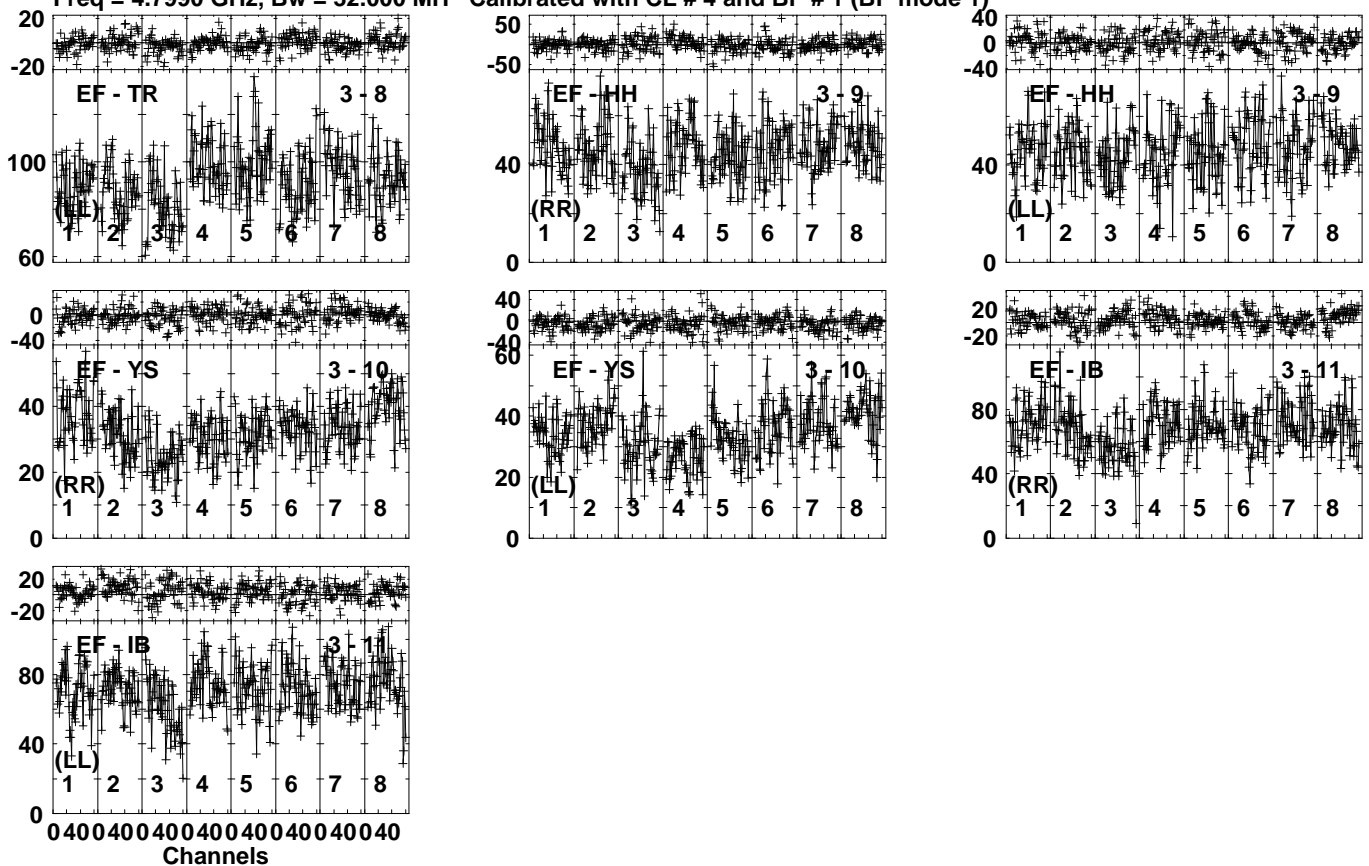 Freq = 4.7990 GHz, Bw = 32.000 MH Calibrated with CL # 4 and BP # 1 (BP mode 1)
20
-20
EF - TR 3 - 8
100
(LL)
1 2 3 4 5 6 7 8
60
50
-50
EF - HH 3 - 9
40
(RR)
1 2 3 4 5 6 7 8
0
40
0
-40
EF - HH 3 - 9
40
(LL)
1 2 3 4 5 6 7 8
0
0
-40
EF - YS 3 - 10
40
20
(RR)
1 2 3 4 5 6 7 8
0
40
0
-40
60
EF - YS 3 - 10
40
20
(LL)
1 2 3 4 5 6 7 8
0
20
-20
EF - IB 3 - 11
80
40
(RR)
1 2 3 4 5 6 7 8
0
20
-20
EF - IB 3 - 11
80
40
(LL)
1 2 3 4 5 6 7 8
0
0 40 0 40 0 40 0 40 0 40 0 40 0 40 0 40
Channels